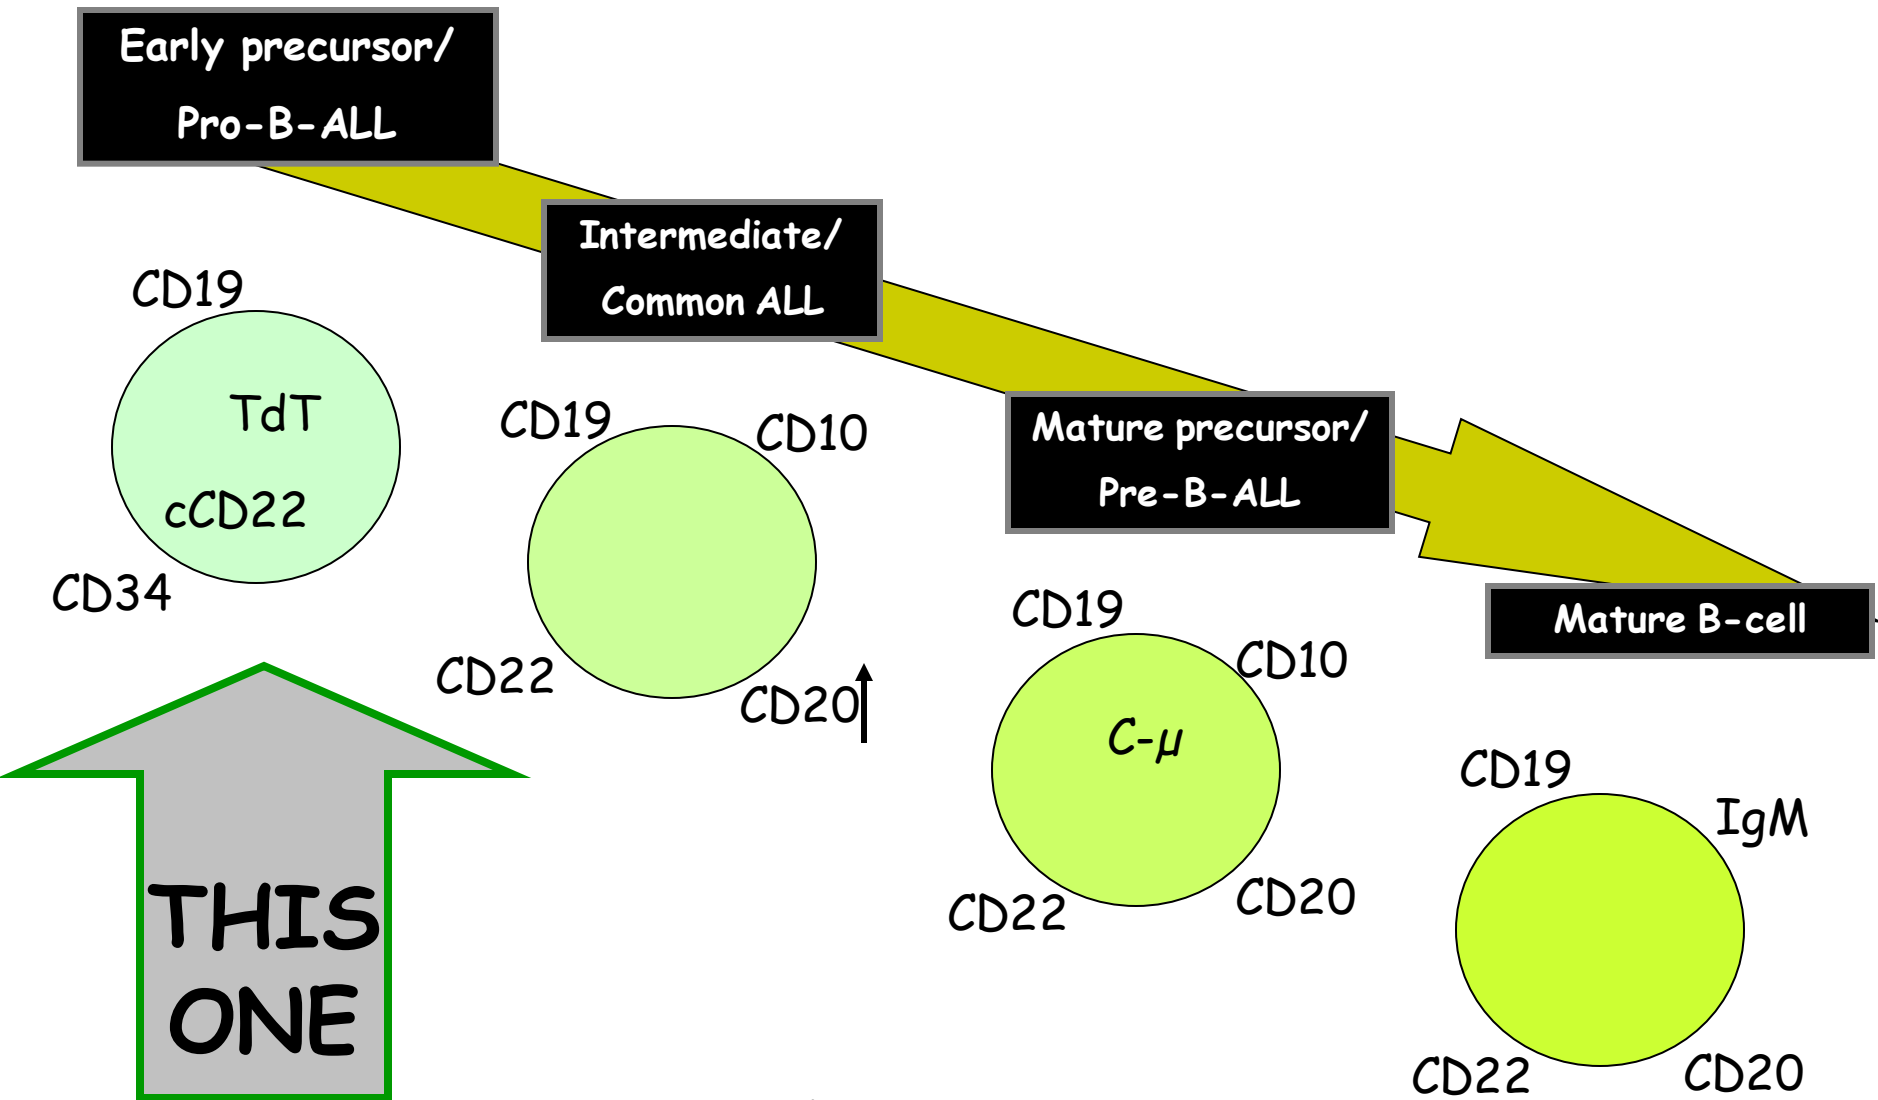 Early precursor/
Pro-B-ALL
Intermediate/
Common ALL
Mature precursor/
Pre-B-ALL
Mature B-cell
CD19
TdT
cCD22
CD34
CD19
CD10
CD22
CD20
CD19
CD10
C-μ
CD22
CD20
CD19
IgM
CD22
CD20
THIS
ONE